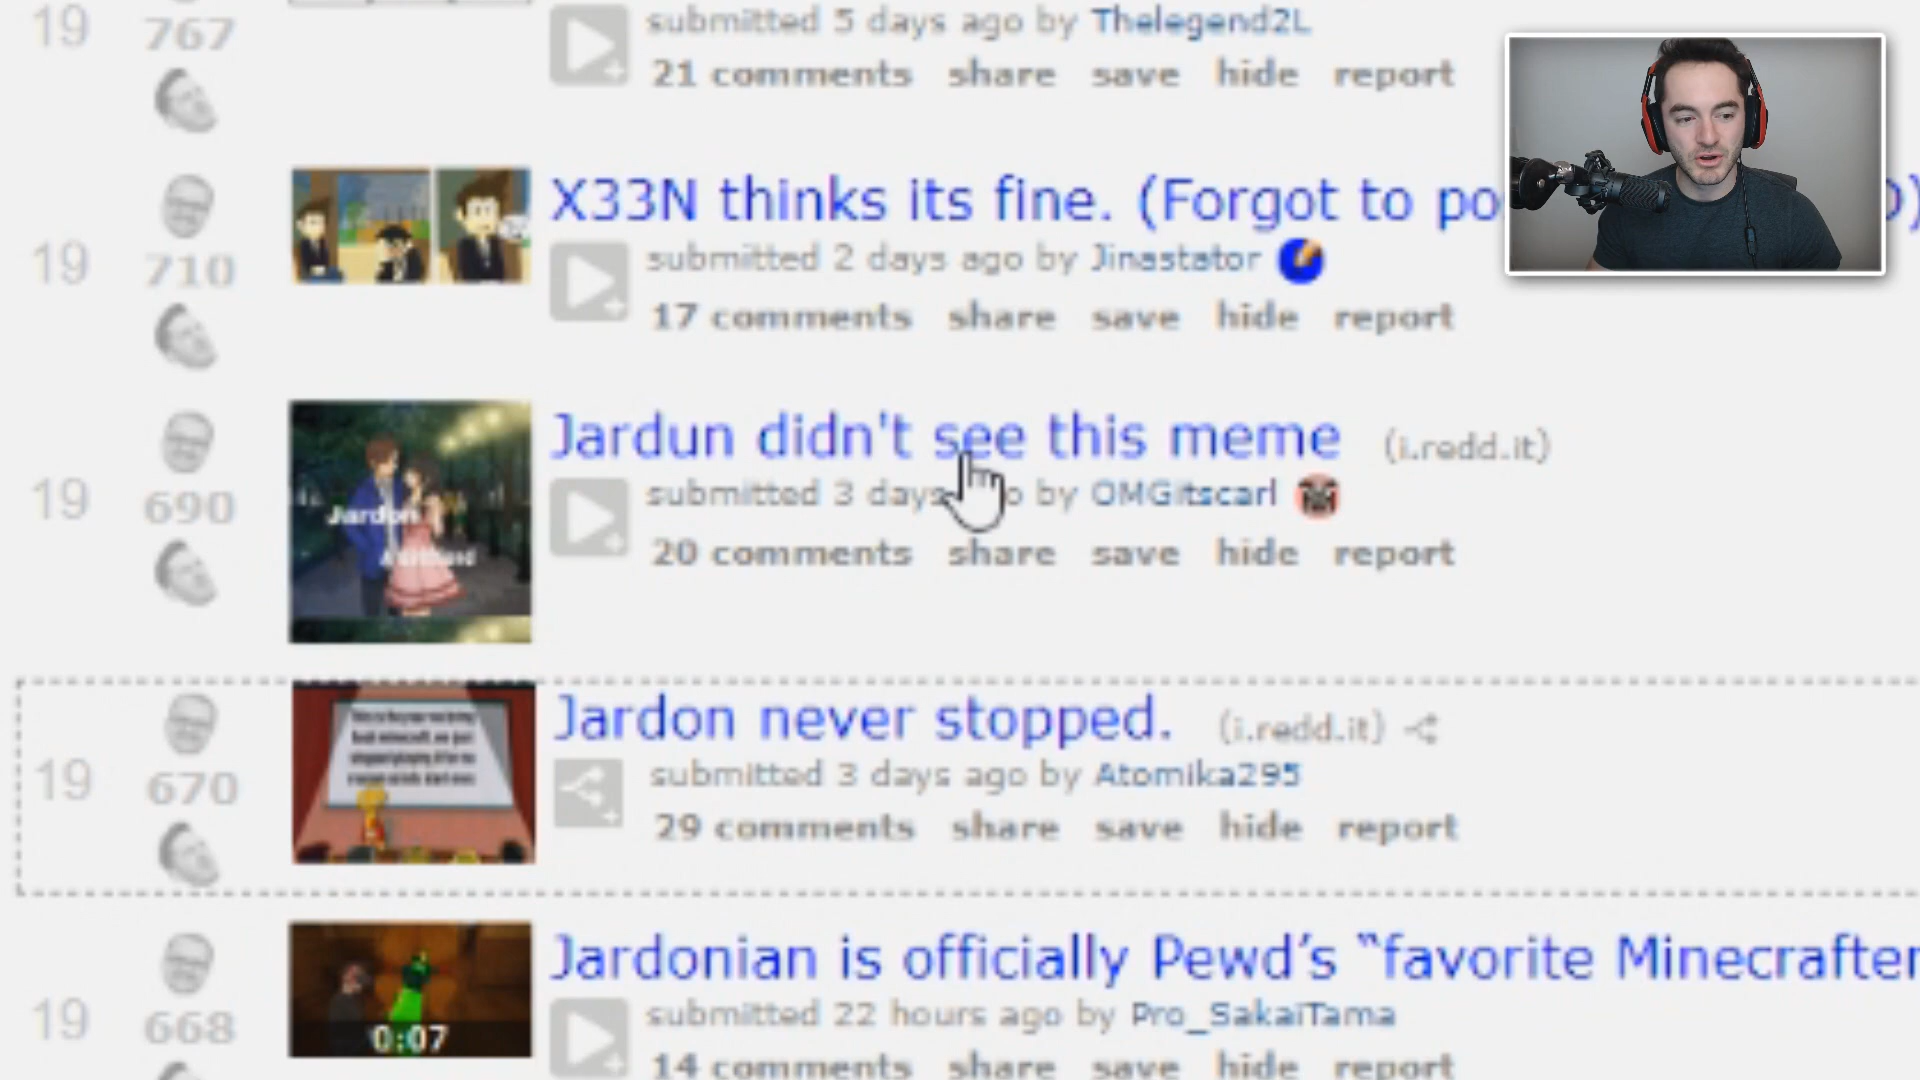 19
767
submitted 5 days ago by Thelegend2L
21 comments share save hide report
X33N thinks its fine. (Forgot to
19
710
submitted 2 days ago by Jinastator
17 comments share save hide report
Jardun didn't see this meme (i.redd.it)
19
690
Jardon
submitted 3 days by OMGitscarl
20 comments share save hide report
Jardon never stopped. (i.redd.it)
19
670
submitted 3 days ago by Atomika295
29 comments share save hide report
Jardonian is officially Pewd's “favorite Minecrafter
19
668
0:07
submitted 22 hours ago by Pro_SakaiTama
14 comments share save hide report